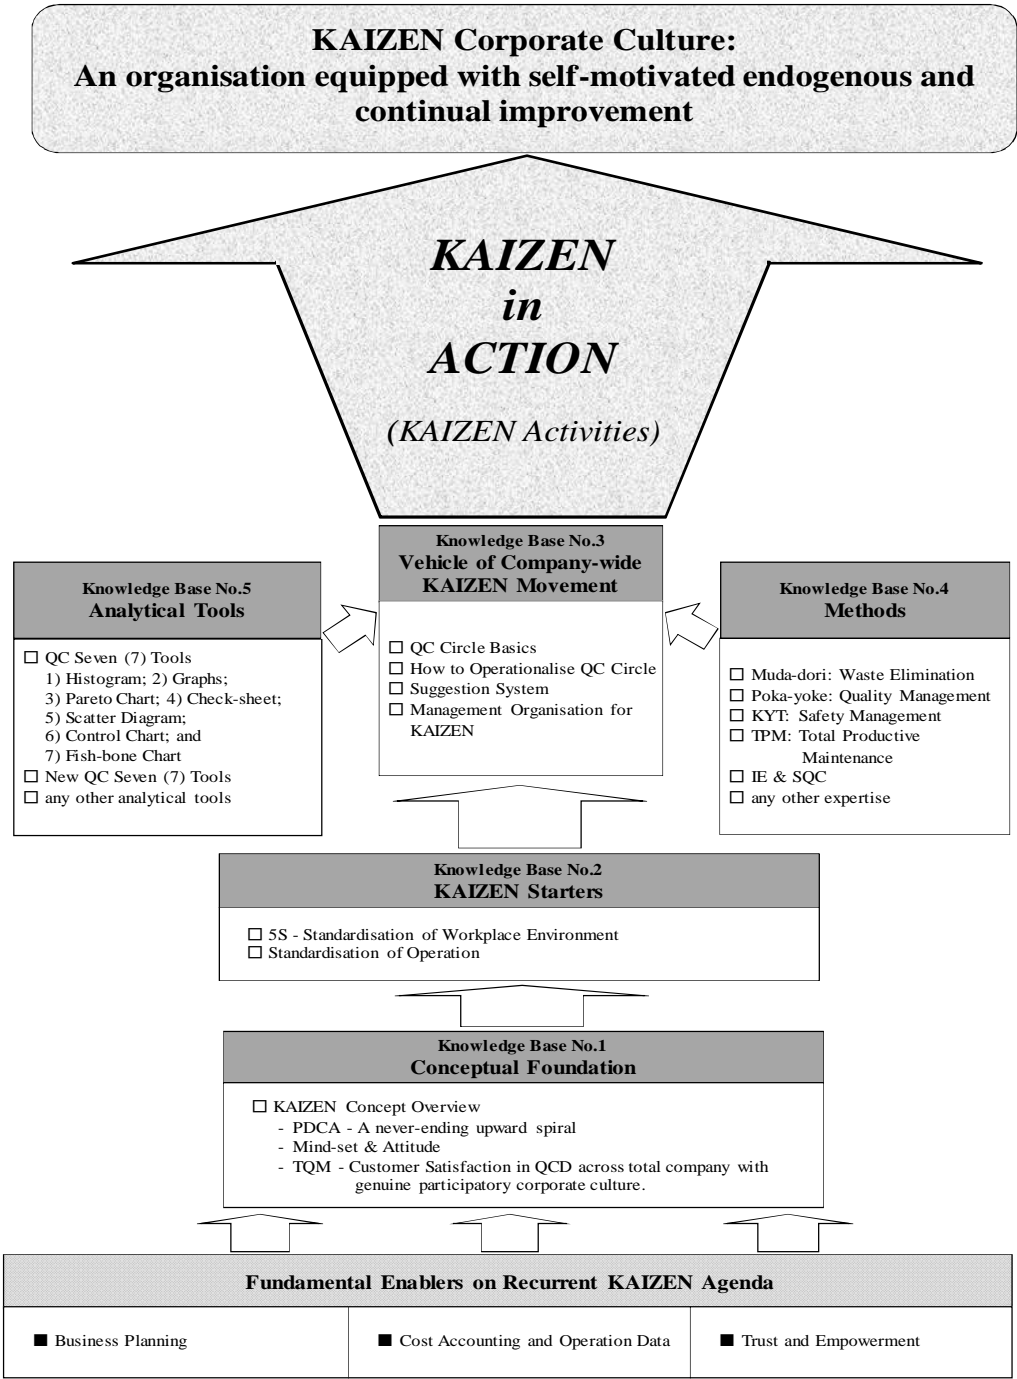 KAIZEN Corporate Culture:
An organisation equipped with self-motivated endogenous and
continual improvement
KAIZEN
in
ACTION
(KAIZEN Activities)
Knowledge Base No.3
Vehicle of Company-wide
KAIZEN Movement
□ QC Circle Basics
□ How to Operationalise QC Circle
□ Suggestion System
□ Management Organisation for
KAIZEN
Knowledge Base No.5
Analytical Tools
□ QC Seven (7) Tools
1) Histogram; 2) Graphs;
3) Pareto Chart; 4) Check-sheet;
5) Scatter Diagram;
6) Control Chart; and
7) Fish-bone Chart
□ New QC Seven (7) Tools
□ any other analytical tools
Knowledge Base No.4
Methods
□ Muda-dori: Waste Elimination
□ Poka-yoke: Quality Management
□ KYT: Safety Management
□ TPM: Total Productive
Maintenance
□ IE & SQC
□ any other expertise
Knowledge Base No.2
KAIZEN Starters
□ 5S - Standardisation of Workplace Environment
□ Standardisation of Operation
Knowledge Base No.1
Conceptual Foundation
□ KAIZEN Concept Overview
- PDCA - A never-ending upward spiral
- Mind-set & Attitude
- TQM - Customer Satisfaction in QCD across total company with
genuine participatory corporate culture.
Fundamental Enablers on Recurrent KAIZEN Agenda
■ Business Planning
■ Cost Accounting and Operation Data
■ Trust and Empowerment